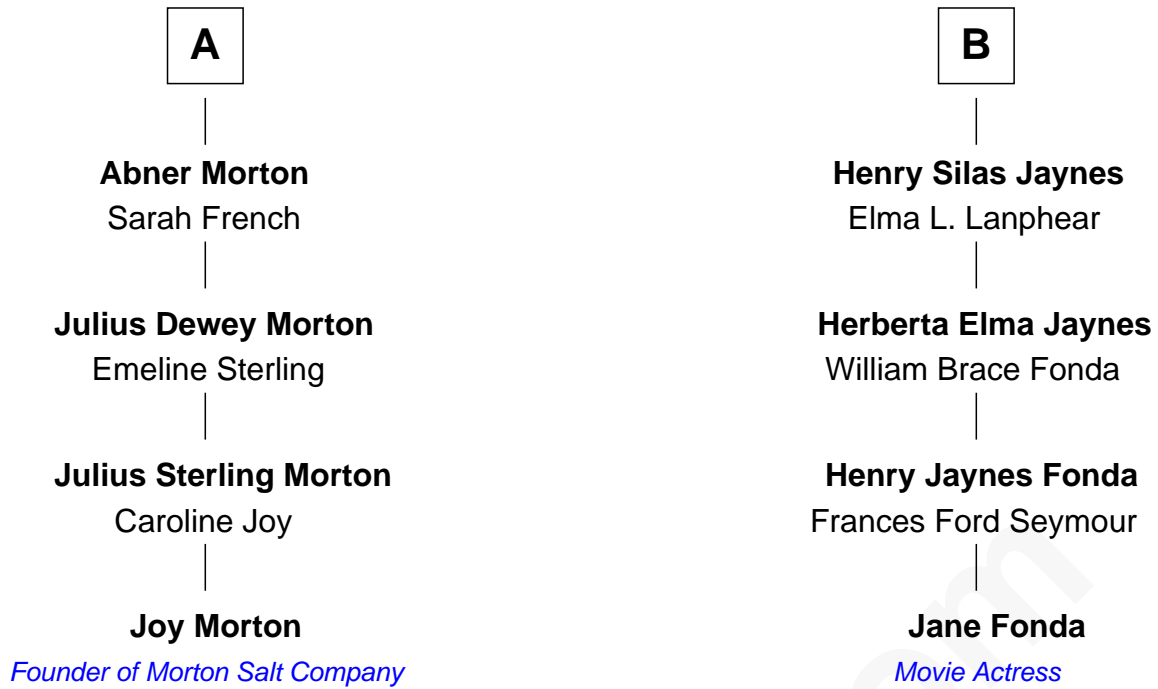 A
Abner Morton
Sarah French
Julius Dewey Morton
Emeline Sterling
Julius Sterling Morton
Caroline Joy
Joy Morton
Founder of Morton Salt Company
B
Henry Silas Jaynes
Elma L. Lanphear
Herberta Elma Jaynes
William Brace Fonda
Henry Jaynes Fonda
Frances Ford Seymour
Jane Fonda
Movie Actress